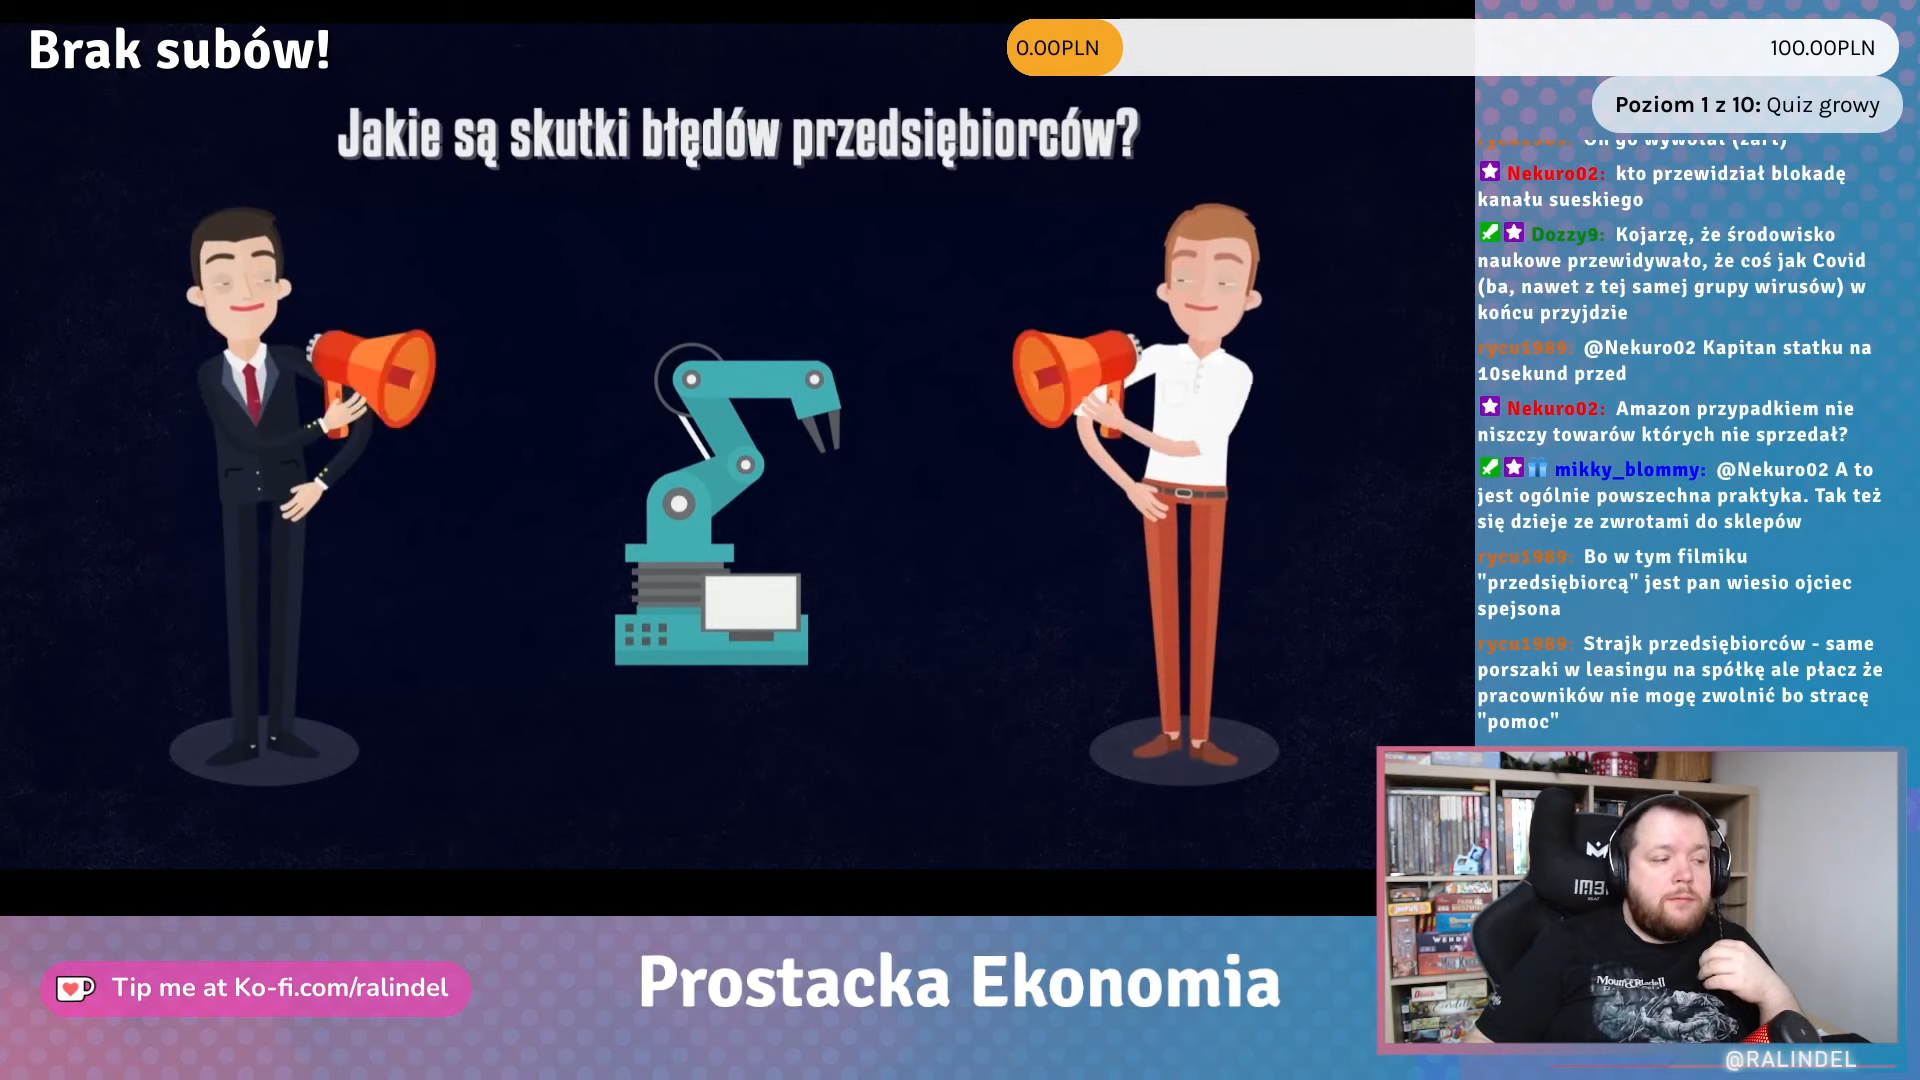 Brak subów!
0.00PLN
100.00PLN
Poziom 1 z 10: Quiz growy
Jakie są skutki błędów przedsiębiorców?
Nekuro02: kto przewidział blokadę
kanału sueskiego
Dozzy9: Kojarzę, że środowisko
naukowe przewidywało, że coś jak Covid
(ba, nawet z tej samej grupy wirusów) w
końcu przyjdzie
rycu1989: @Nekuro02 Kapitan statku na
10sekund przed
Nekuro02: Amazon przypadkiem nie
niszczy towarów których nie sprzedał?
mikky_blommy: @Nekuro02 A to
jest ogólnie powszechna praktyka. Tak też
się dzieje ze zwrotami do sklepów
rycu1989: Bo w tym filmiku
"przedsiębiorcą" jest pan wiesio ojciec
spejsona
rycu1989: Strajk przedsiębiorców - same
porszaki w leasingu na spółkę ale płacz że
pracowników nie mogę zwolnić bo stracę
"pomoc"
Tip me at Ko-fi.com/ralindel
Prostacka Ekonomia
@RALINDEL